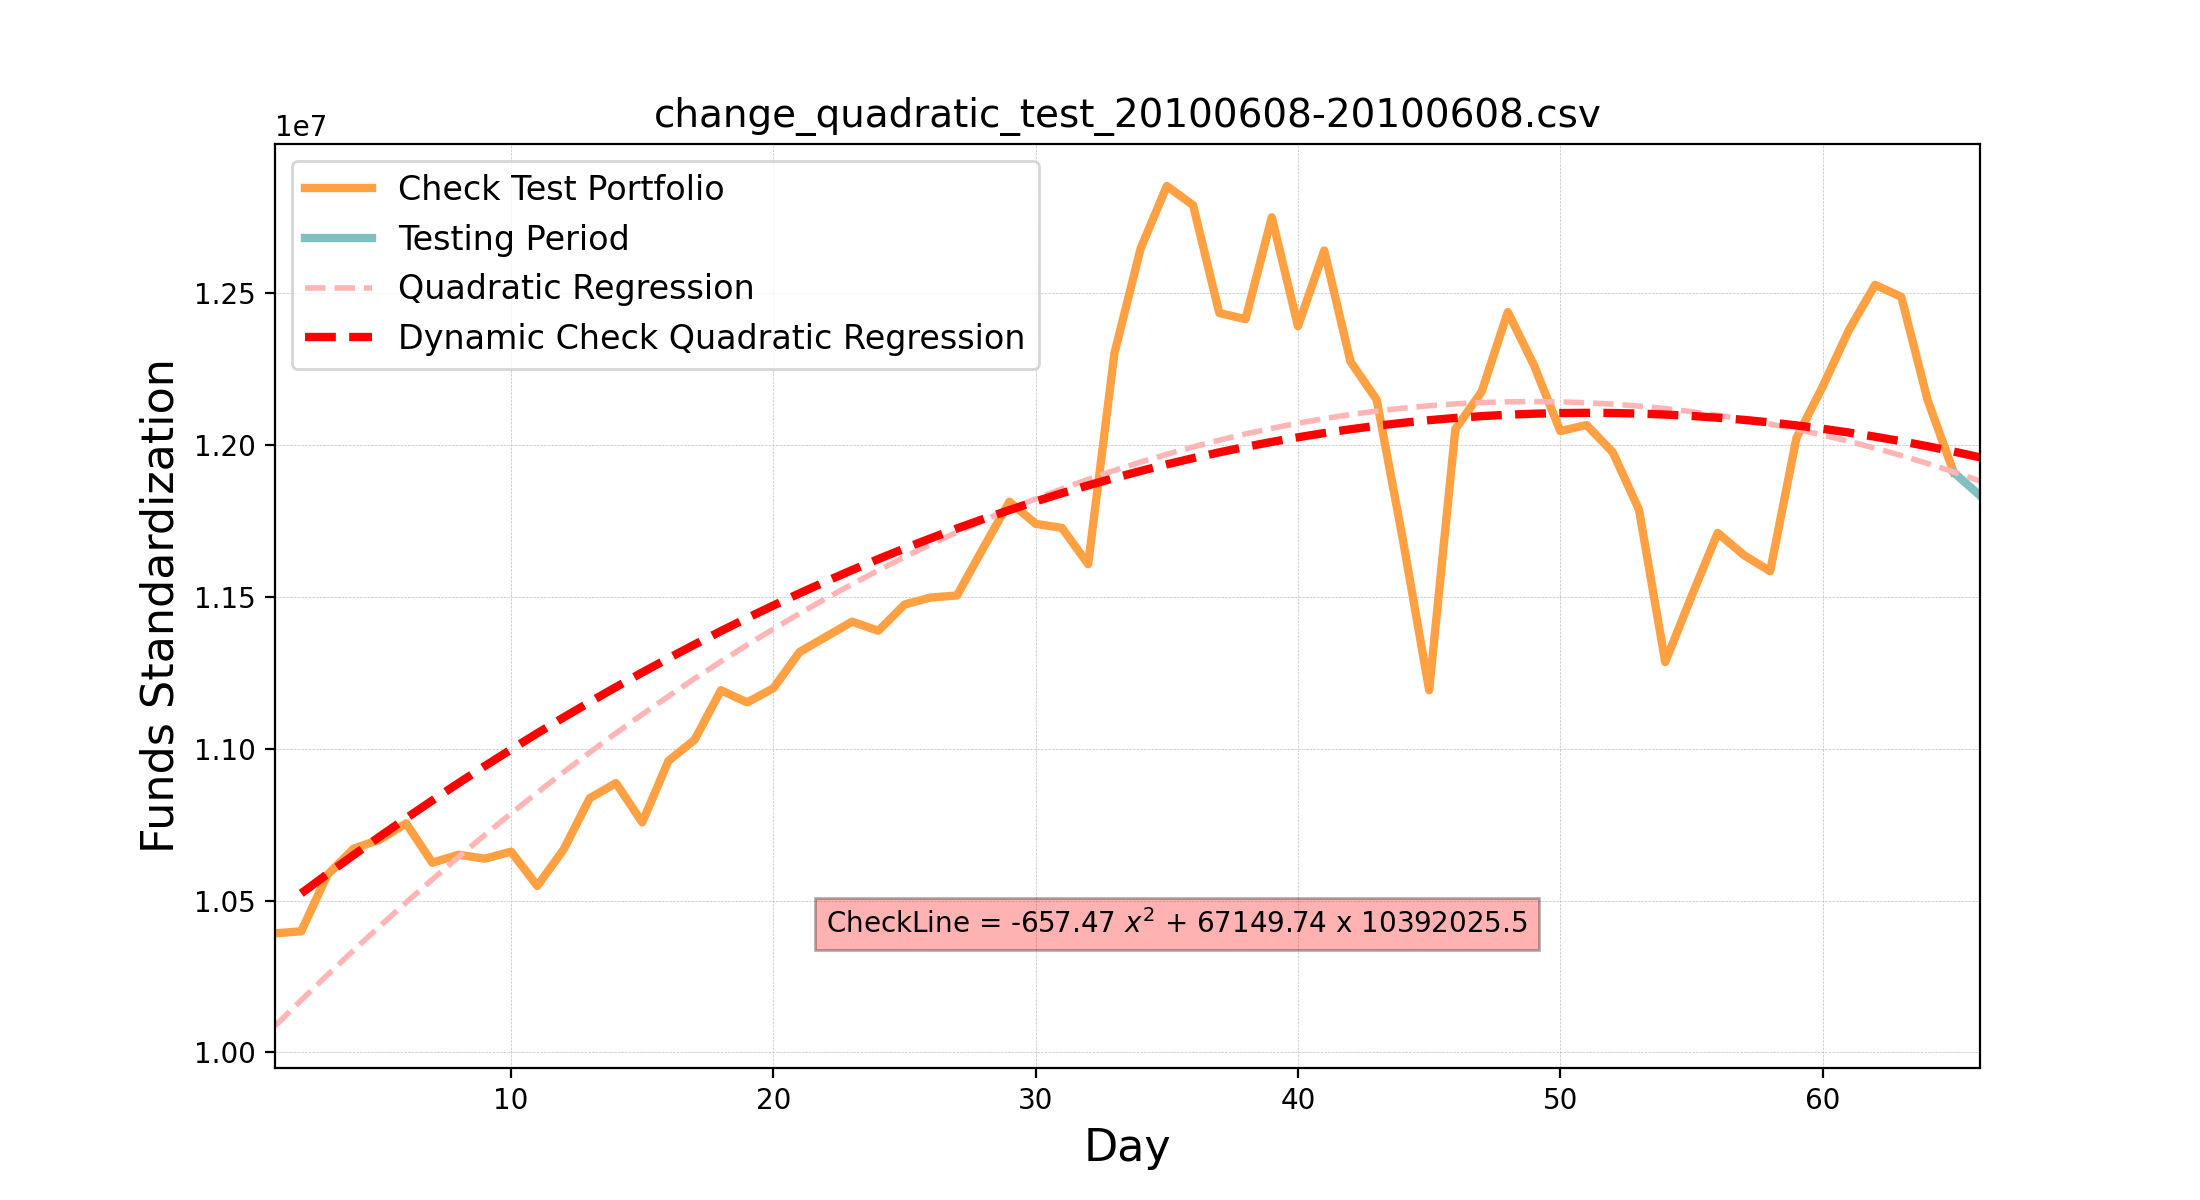 change_quadratic_test_20100608-20100608.csv
1e7
Check Test Portfolio
Testing Period
Quadratic Regression
Dynamic Check Quadratic Regression
1.25
1.20
1.15
1.10
1.05
1.00
Funds Standardization
CheckLine = -657.47 x² + 67149.74 x 10392025.5
10 20 30 40 50 60
Day